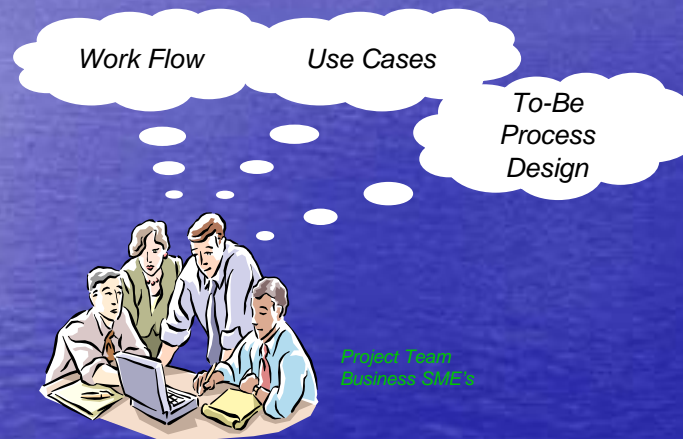 Work Flow
Use Cases
To-Be
Process
Design
Project Team
Business SME's